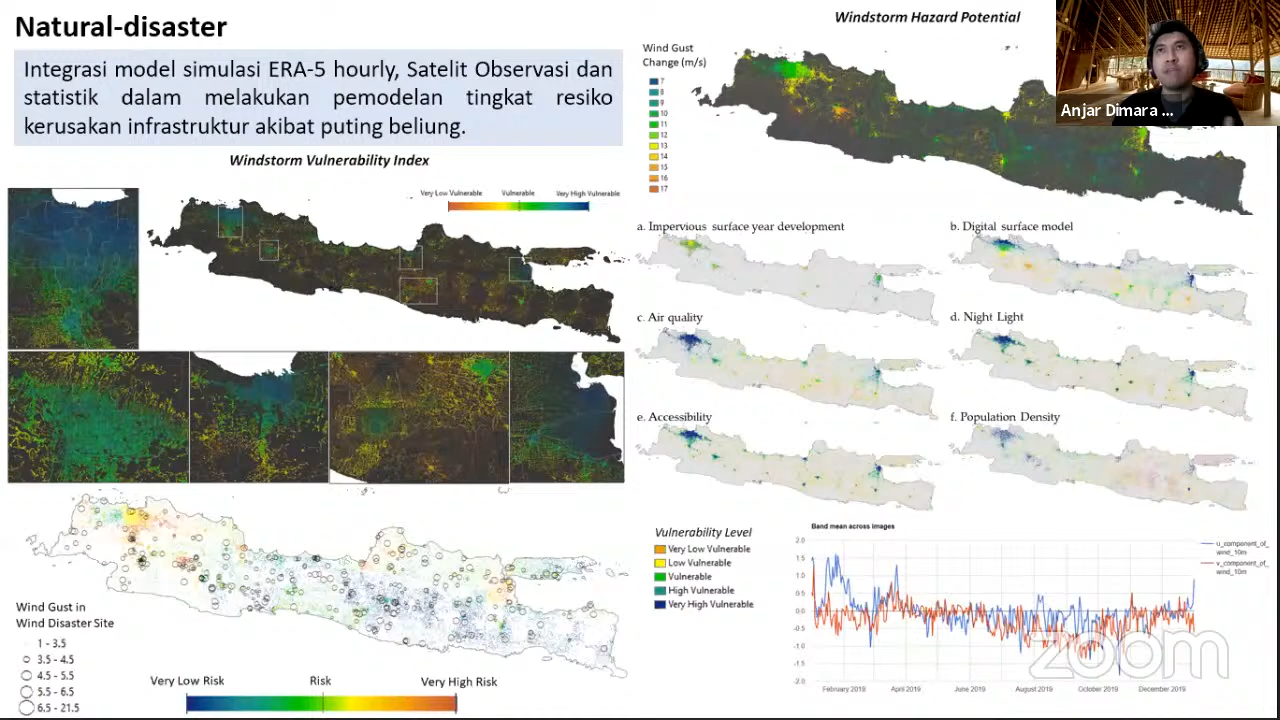 Natural-disaster
Integrasi model simulasi ERA-5 hourly, Satelit Observasi dan
statistik dalam melakukan pemodelan tingkat resiko
kerusakan infrastruktur akibat puting beliung.
Windstorm Vulnerability Index
Very Low Vulnerable Vulnerable Very High Vulnerable
Wind Gust in
Wind Disaster Site
1 - 3.5
3.5 - 4.5
4.5 - 5.5
5.5 - 6.5
6.5 - 21.5
Very Low Risk Risk Very High Risk
Windstorm Hazard Potential
Wind Gust
Change (m/s)
7
8
9
10
11
12
13
14
15
16
17
Anjar Dimara ...
a. Impervious surface year development
b. Digital surface model
c. Air quality
d. Night Light
e. Accessibility
f. Population Density
Vulnerability Level
Very Low Vulnerable
Low Vulnerable
Vulnerable
High Vulnerable
Very High Vulnerable
Band mean across images
2.0
1.5
1.0
0.5
0.0
-0.5
-1.0
-1.5
-2.0
February 2019 April 2019 June 2019 August 2019 October 2019 December 2019
u_component_of_
wind_10m
v_component_of_
wind_10m
zoom